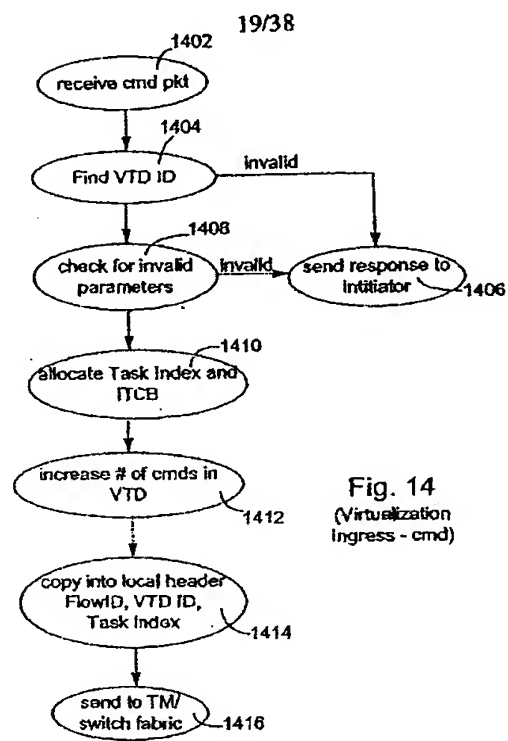 19/38
1402
receive cmd pkt
1404
Find VTD ID
invalid
1408
check for invalid
parameters
invalid
send response to
Intitiator
1406
1410
allocate Task Index and
ITCB
increase # of cmds in
VTD
1412
copy into local header
FlowID, VTD ID,
Task Index
1414
send to TM/
switch fabric
1416
Fig. 14
(Virtualization
Ingress - cmd)